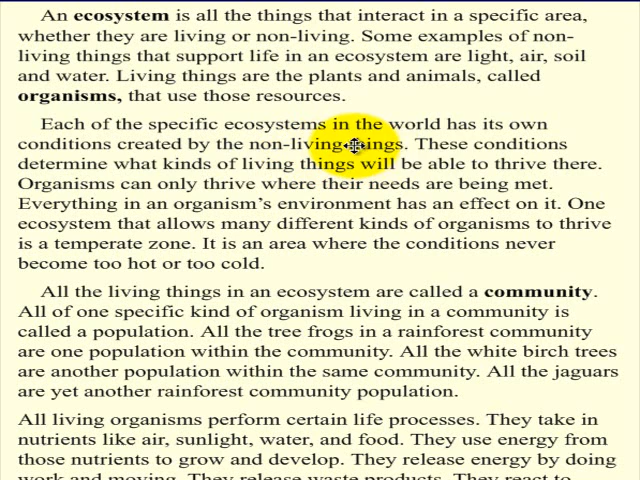 An ecosystem is all the things that interact in a specific area,
whether they are living or non-living. Some examples of non-
living things that support life in an ecosystem are light, air, soil
and water. Living things are the plants and animals, called
organisms, that use those resources.
Each of the specific ecosystems in the world has its own
conditions created by the non-living things. These conditions
determine what kinds of living things will be able to thrive there.
Organisms can only thrive where their needs are being met.
Everything in an organism’s environment has an effect on it. One
ecosystem that allows many different kinds of organisms to thrive
is a temperate zone. It is an area where the conditions never
become too hot or too cold.
All the living things in an ecosystem are called a community.
All of one specific kind of organism living in a community is
called a population. All the tree frogs in a rainforest community
are one population within the community. All the white birch trees
are another population within the same community. All the jaguars
are yet another rainforest community population.
All living organisms perform certain life processes. They take in
nutrients like air, sunlight, water, and food. They use energy from
those nutrients to grow and develop. They release energy by doing
work and moving. They release waste products. They react to